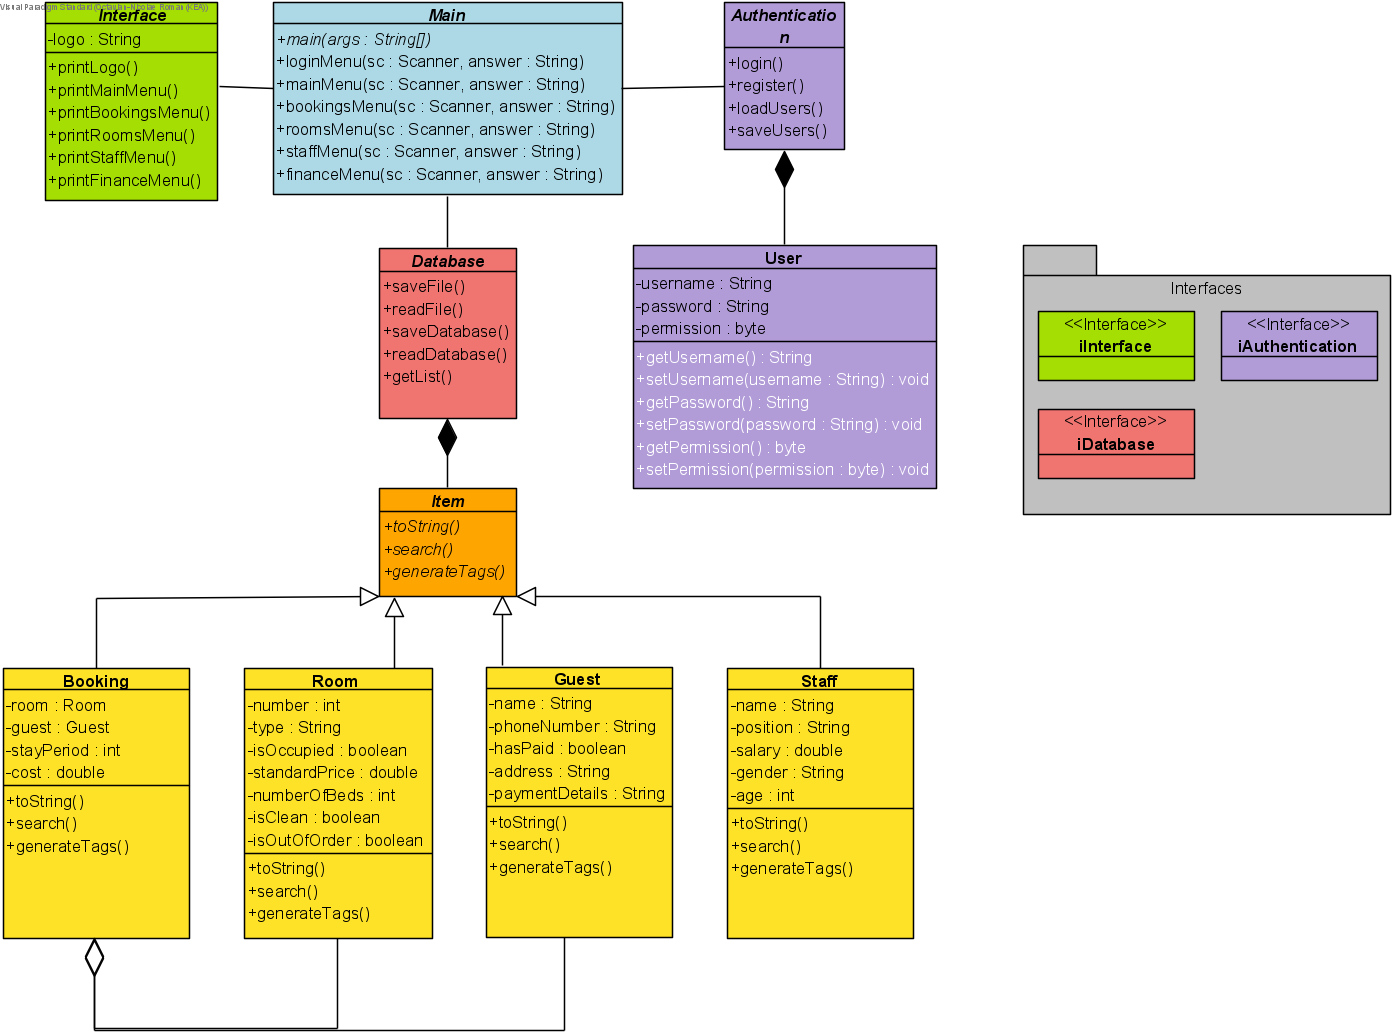 Visual Paradigm Standard (Octavian-Nicolae Roman (KEA))
Interface
-logo : String
+printLogo()
+printMainMenu()
+printBookingsMenu()
+printRoomsMenu()
+printStaffMenu()
+printFinanceMenu()
Main
+main(args : String[])
+loginMenu(sc : Scanner, answer : String)
+mainMenu(sc : Scanner, answer : String)
+bookingsMenu(sc : Scanner, answer : String)
+roomsMenu(sc : Scanner, answer : String)
+staffMenu(sc : Scanner, answer : String)
+financeMenu(sc : Scanner, answer : String)
Authenticatio
n
+login()
+register()
+loadUsers()
+saveUsers()
Database
+saveFile()
+readFile()
+saveDatabase()
+readDatabase()
+getList()
User
-username : String
-password : String
-permission : byte
+getUsername() : String
+setUsername(username : String) : void
+getPassword() : String
+setPassword(password : String) : void
+getPermission() : byte
+setPermission(permission : byte) : void
Interfaces
<<Interface>>
iInterface
<<Interface>>
iAuthentication
<<Interface>>
iDatabase
Item
+toString()
+search()
+generateTags()
Booking
-room : Room
-guest : Guest
-stayPeriod : int
-cost : double
+toString()
+search()
+generateTags()
Room
-number : int
-type : String
-isOccupied : boolean
-standardPrice : double
-numberOfBeds : int
-isClean : boolean
-isOutOfOrder : boolean
+toString()
+search()
+generateTags()
Guest
-name : String
-phoneNumber : String
-hasPaid : boolean
-address : String
-paymentDetails : String
+toString()
+search()
+generateTags()
Staff
-name : String
-position : String
-salary : double
-gender : String
-age : int
+toString()
+search()
+generateTags()